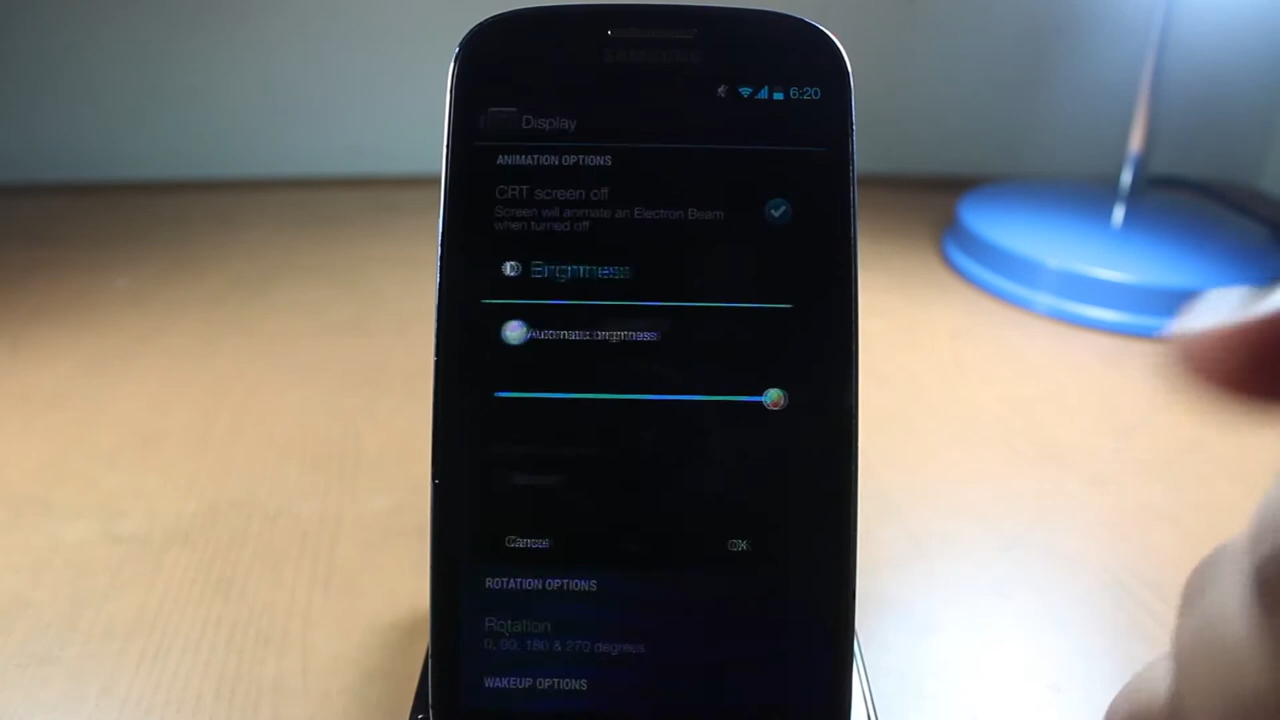 SAMSUNG
6:20
Display
ANIMATION OPTIONS
CRT screen off
Screen will animate an Electron Beam
when turned off
Brightness
Automatic brightness
Cancel
OK
ROTATION OPTIONS
Rotation
0, 90, 180 & 270 degrees
WAKEUP OPTIONS